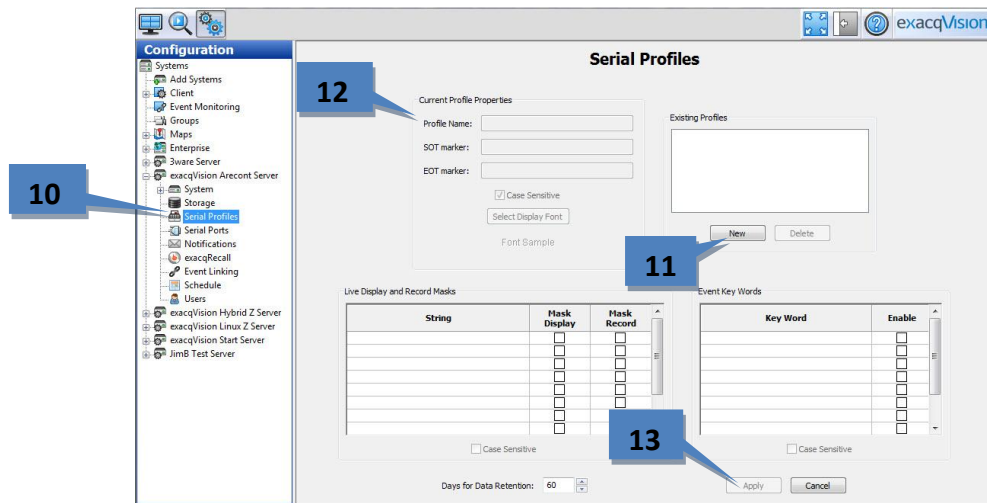 exacqVision
Configuration
Systems
Add Systems
Client
Event Monitoring
Groups
Maps
Enterprise
3ware Server
exacqVision Arecont Server
System
Storage
Serial Profiles
Serial Ports
Notifications
exacqRecall
Event Linking
Schedule
Users
exacqVision Hybrid Z Server
exacqVision Linux Z Server
exacqVision Start Server
JimB Test Server
10
Serial Profiles
12
Current Profile Properties
Profile Name:
SOT marker:
EOT marker:
Case Sensitive
Select Display Font
Font Sample
Existing Profiles
New
Delete
11
Live Display and Record Masks
String
Mask Display
Mask Record
Case Sensitive
Event Key Words
Key Word
Enable
Case Sensitive
13
Days for Data Retention: 60
Apply
Cancel